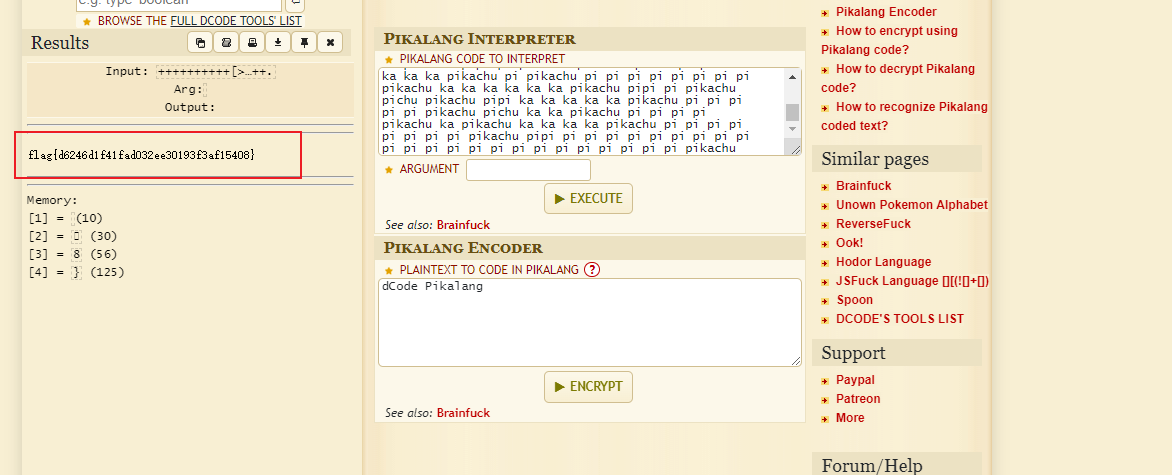 e.g. type 'boolean'
BROWSE THE FULL DCODE TOOLS' LIST
Results
Input: ++++++++++[>…++.
Arg:
Output:
flag{d6246d1f41fad032ee30193f3af15408}
Memory:
[1] = (10)
[2] = (30)
[3] = 8 (56)
[4] = } (125)
PIKALANG INTERPRETER
PIKALANG CODE TO INTERPRET
ka ka ka pikachu pi pikachu pi pi pi pi pi pi pi pi
pikachu ka ka ka ka ka ka pikachu pipi pi pikachu
pichu pikachu pipi ka ka ka ka ka pikachu pi pi pi
pi pi pikachu pichu ka ka pikachu pi pi pi pi
pikachu ka pikachu ka ka ka ka pikachu pi pi pi pi
pi pi pi pi pikachu pipi pi pi pi pi pi pi pi pi
pi pi pi pi pi pi pi pi pi pi pi pi pi pi pikachu
ARGUMENT
EXECUTE
See also: Brainfuck
PIKALANG ENCODER
PLAINTEXT TO CODE IN PIKALANG ?
dCode Pikalang
ENCRYPT
See also: Brainfuck
Pikalang Encoder
How to encrypt using
Pikalang code?
How to decrypt Pikalang
code?
How to recognize Pikalang
coded text?
Similar pages
Brainfuck
Unown Pokemon Alphabet
ReverseFuck
Ook!
Hodor Language
JSFuck Language [][(![]+[])
Spoon
DCODE'S TOOLS LIST
Support
Paypal
Patreon
More
Forum/Help